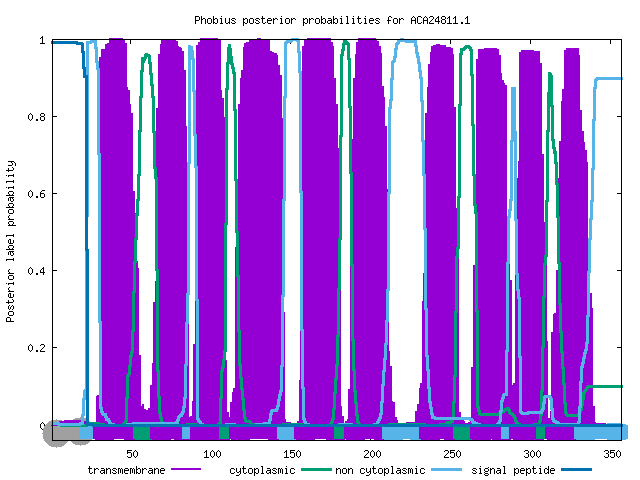 Phobius posterior probabilities for ACA24811.1
1
0.8
0.6
0.4
0.2
0
Posterior label probability
50 100 150 200 250 300 350
transmembrane cytoplasmic non cytoplasmic signal peptide